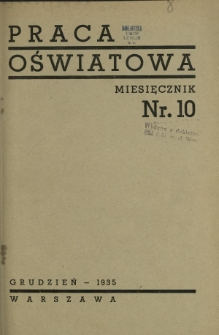 PRACA
OŚWIATOWA
MIESIĘCZNIK
Nr. 10
GRUDZIEŃ – 1935
WARSZAWA